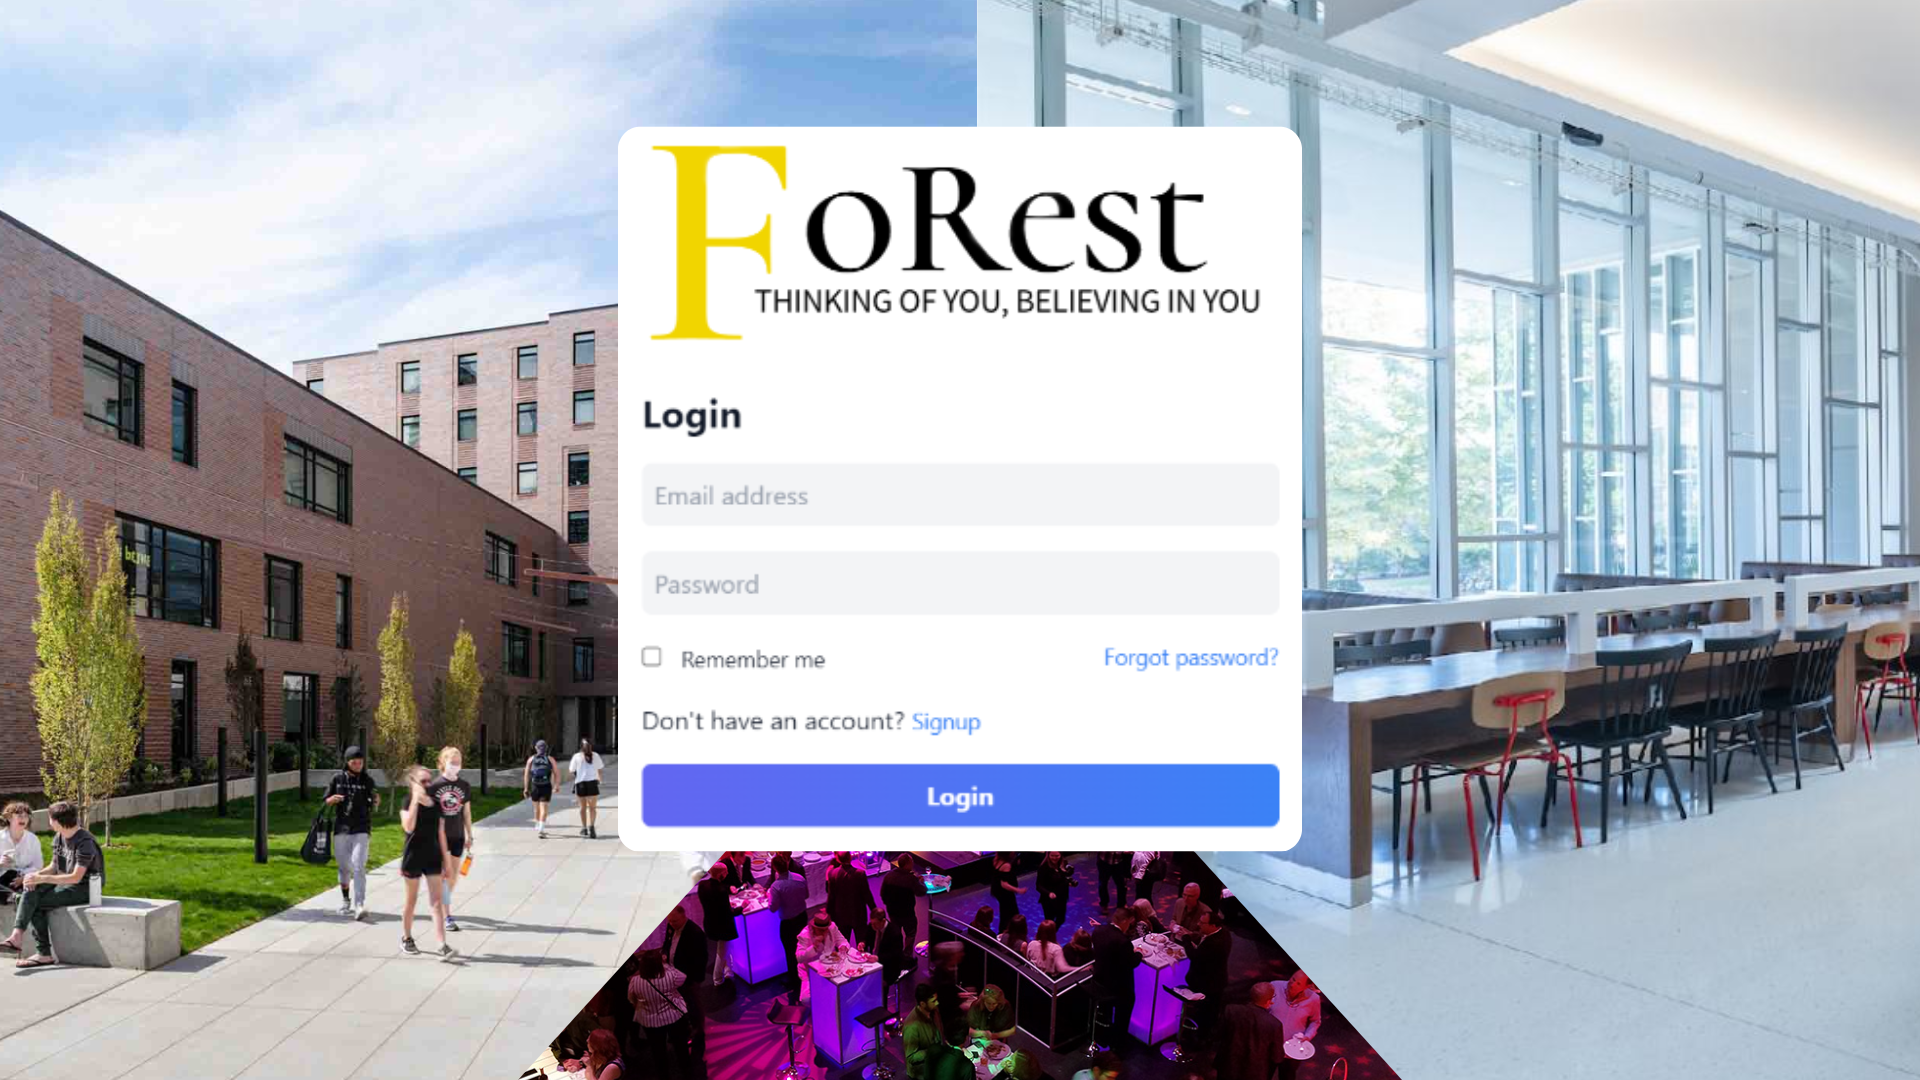 FoRest
THINKING OF YOU, BELIEVING IN YOU
Login
Email address
Password
Remember me
Forgot password?
Don't have an account? Signup
Login